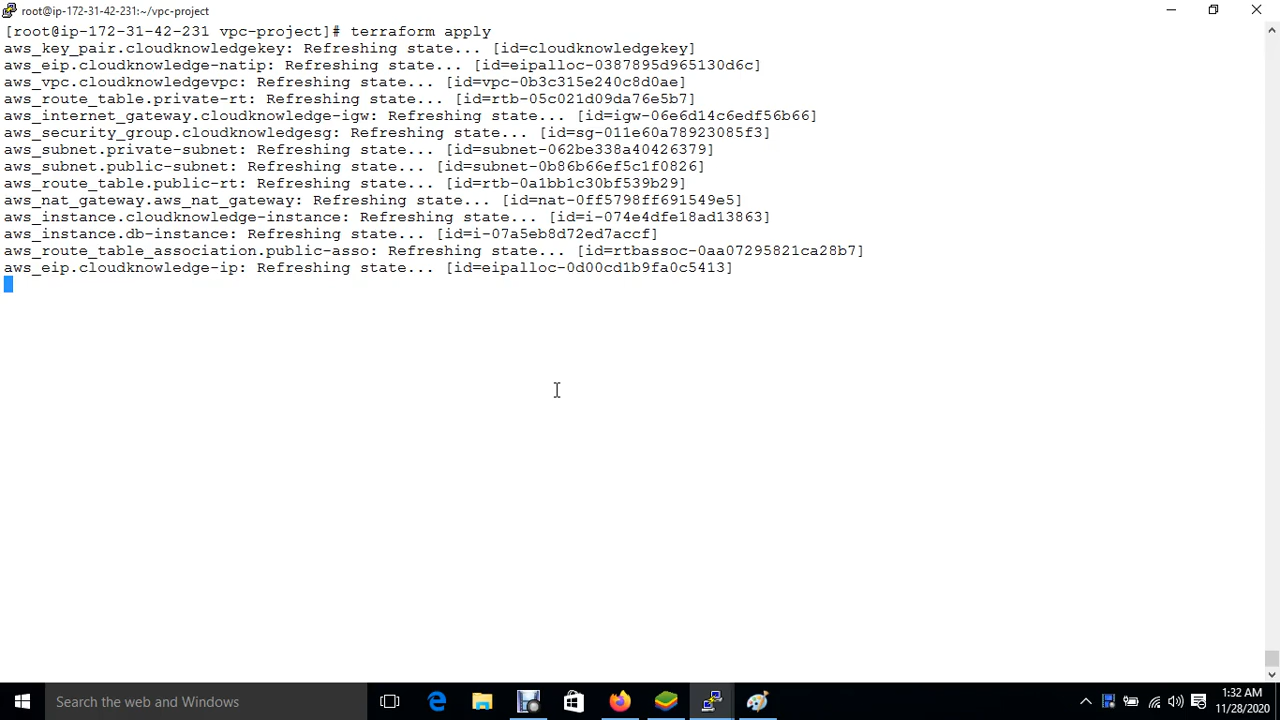 root@ip-172-31-42-231:~/vpc-project
[root@ip-172-31-42-231 vpc-project]# terraform apply
aws_key_pair.cloudknowledgekey: Refreshing state... [id=cloudknowledgekey]
aws_eip.cloudknowledge-natip: Refreshing state... [id=eipalloc-0387895d965130d6c]
aws_vpc.cloudknowledgevpc: Refreshing state... [id=vpc-0b3c315e240c8d0ae]
aws_route_table.private-rt: Refreshing state... [id=rtb-05c021d09da76e5b7]
aws_internet_gateway.cloudknowledge-igw: Refreshing state... [id=igw-06e6d14c6edf56b66]
aws_security_group.cloudknowledgesg: Refreshing state... [id=sg-011e60a78923085f3]
aws_subnet.private-subnet: Refreshing state... [id=subnet-062be338a40426379]
aws_subnet.public-subnet: Refreshing state... [id=subnet-0b86b66ef5c1f0826]
aws_route_table.public-rt: Refreshing state... [id=rtb-0a1bb1c30bf539b29]
aws_nat_gateway.aws_nat_gateway: Refreshing state... [id=nat-0ff5798ff691549e5]
aws_instance.cloudknowledge-instance: Refreshing state... [id=i-074e4dfe18ad13863]
aws_instance.db-instance: Refreshing state... [id=i-07a5eb8d72ed7accf]
aws_route_table_association.public-asso: Refreshing state... [id=rtbassoc-0aa07295821ca28b7]
aws_eip.cloudknowledge-ip: Refreshing state... [id=eipalloc-0d00cd1b9fa0c5413]
Search the web and Windows
1:32 AM
11/28/2020